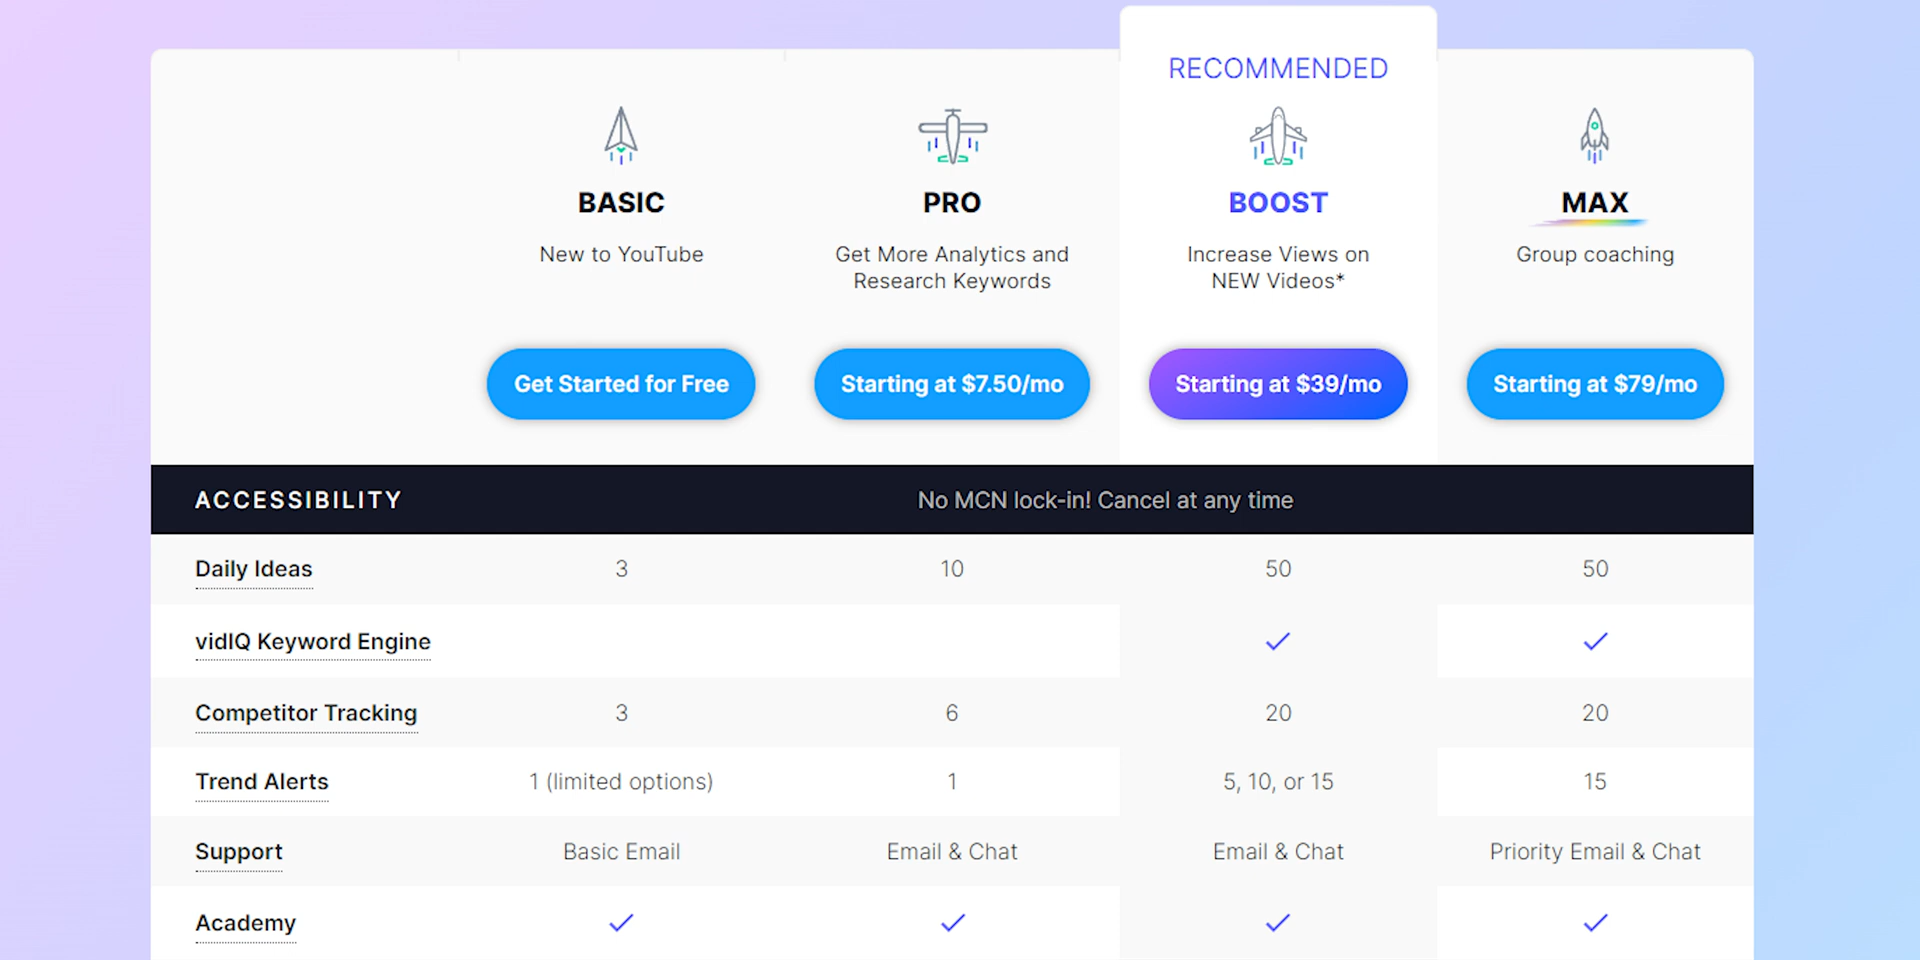 RECOMMENDED
BASIC
PRO
BOOST
MAX
New to YouTube
Get More Analytics and
Research Keywords
Increase Views on
NEW Videos*
Group coaching
Get Started for Free
Starting at $7.50/mo
Starting at $39/mo
Starting at $79/mo
ACCESSIBILITY
No MCN lock-in! Cancel at any time
Daily Ideas 3 10 50 50
vidIQ Keyword Engine
Competitor Tracking 3 6 20 20
Trend Alerts 1 (limited options) 1 5, 10, or 15 15
Support Basic Email Email & Chat Email & Chat Priority Email & Chat
Academy